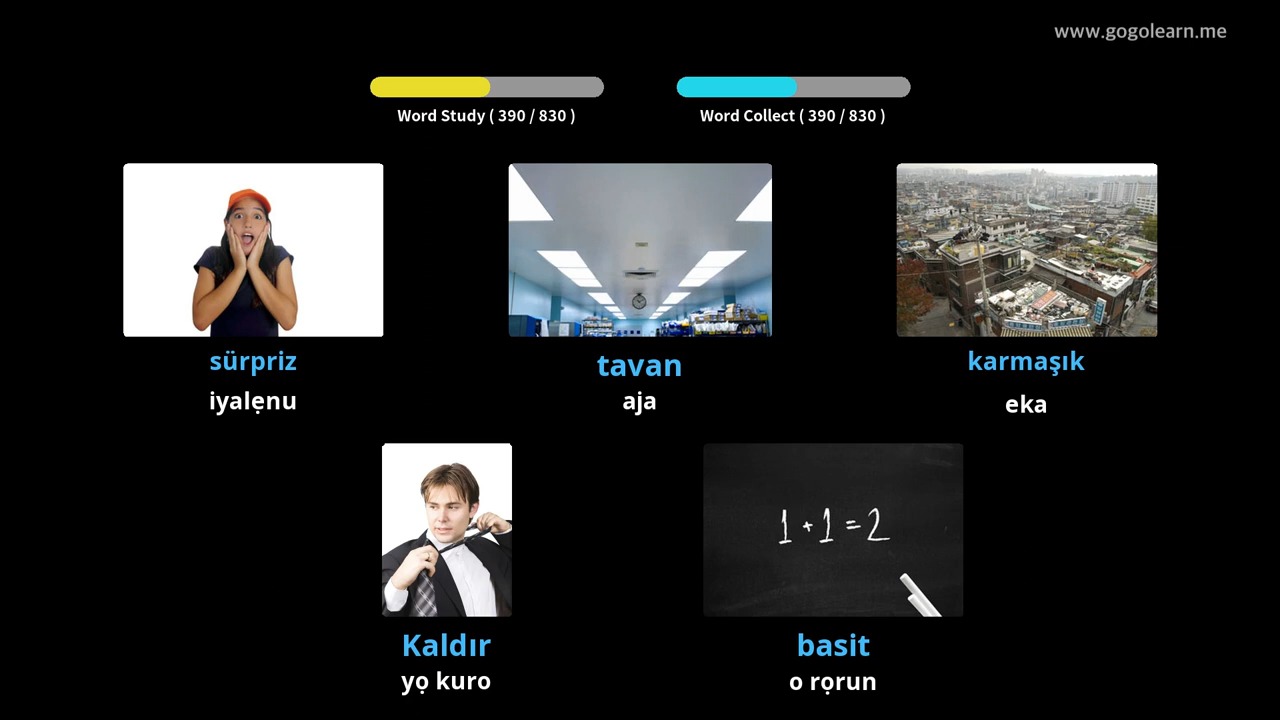 www.gogolearn.me
Word Study ( 390 / 830 )
Word Collect ( 390 / 830 )
sürpriz
iyalẹnu
tavan
aja
karmaşık
eka
1 + 1 = 2
Kaldır
yọ kuro
basit
o rọrun